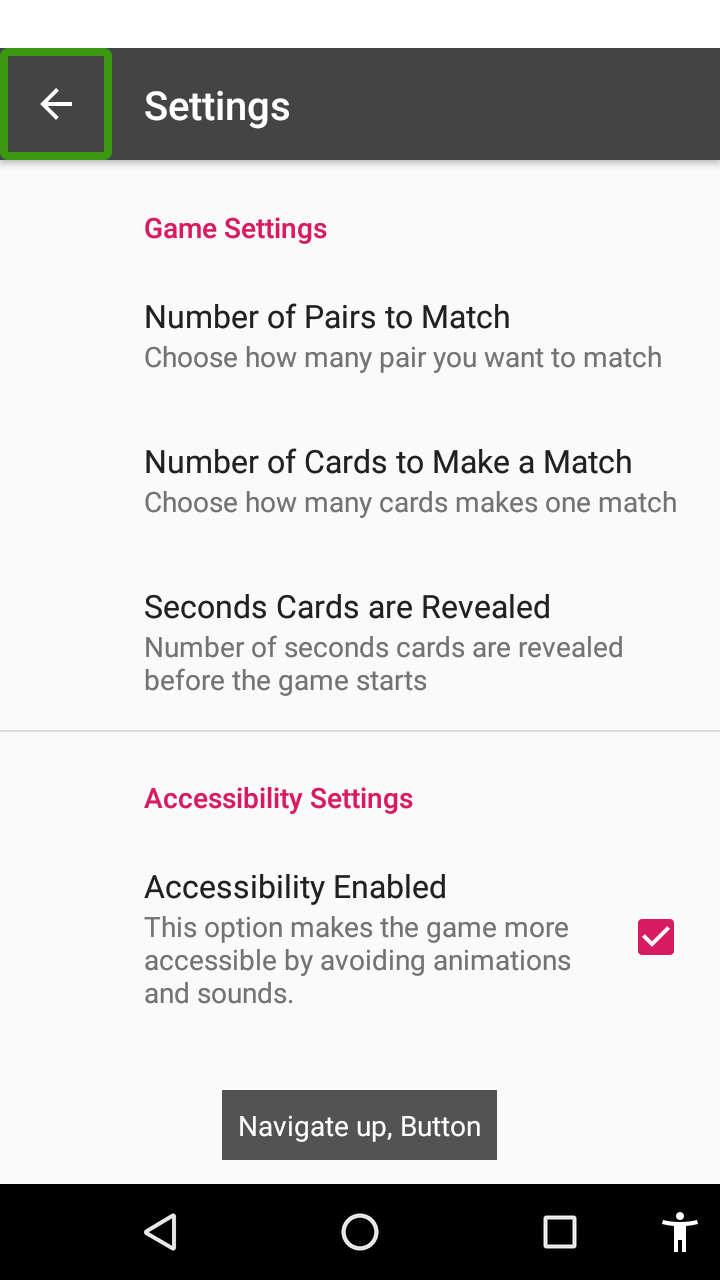 Settings
Game Settings
Number of Pairs to Match
Choose how many pair you want to match
Number of Cards to Make a Match
Choose how many cards makes one match
Seconds Cards are Revealed
Number of seconds cards are revealed
before the game starts
Accessibility Settings
Accessibility Enabled
This option makes the game more
accessible by avoiding animations
and sounds.
Navigate up, Button